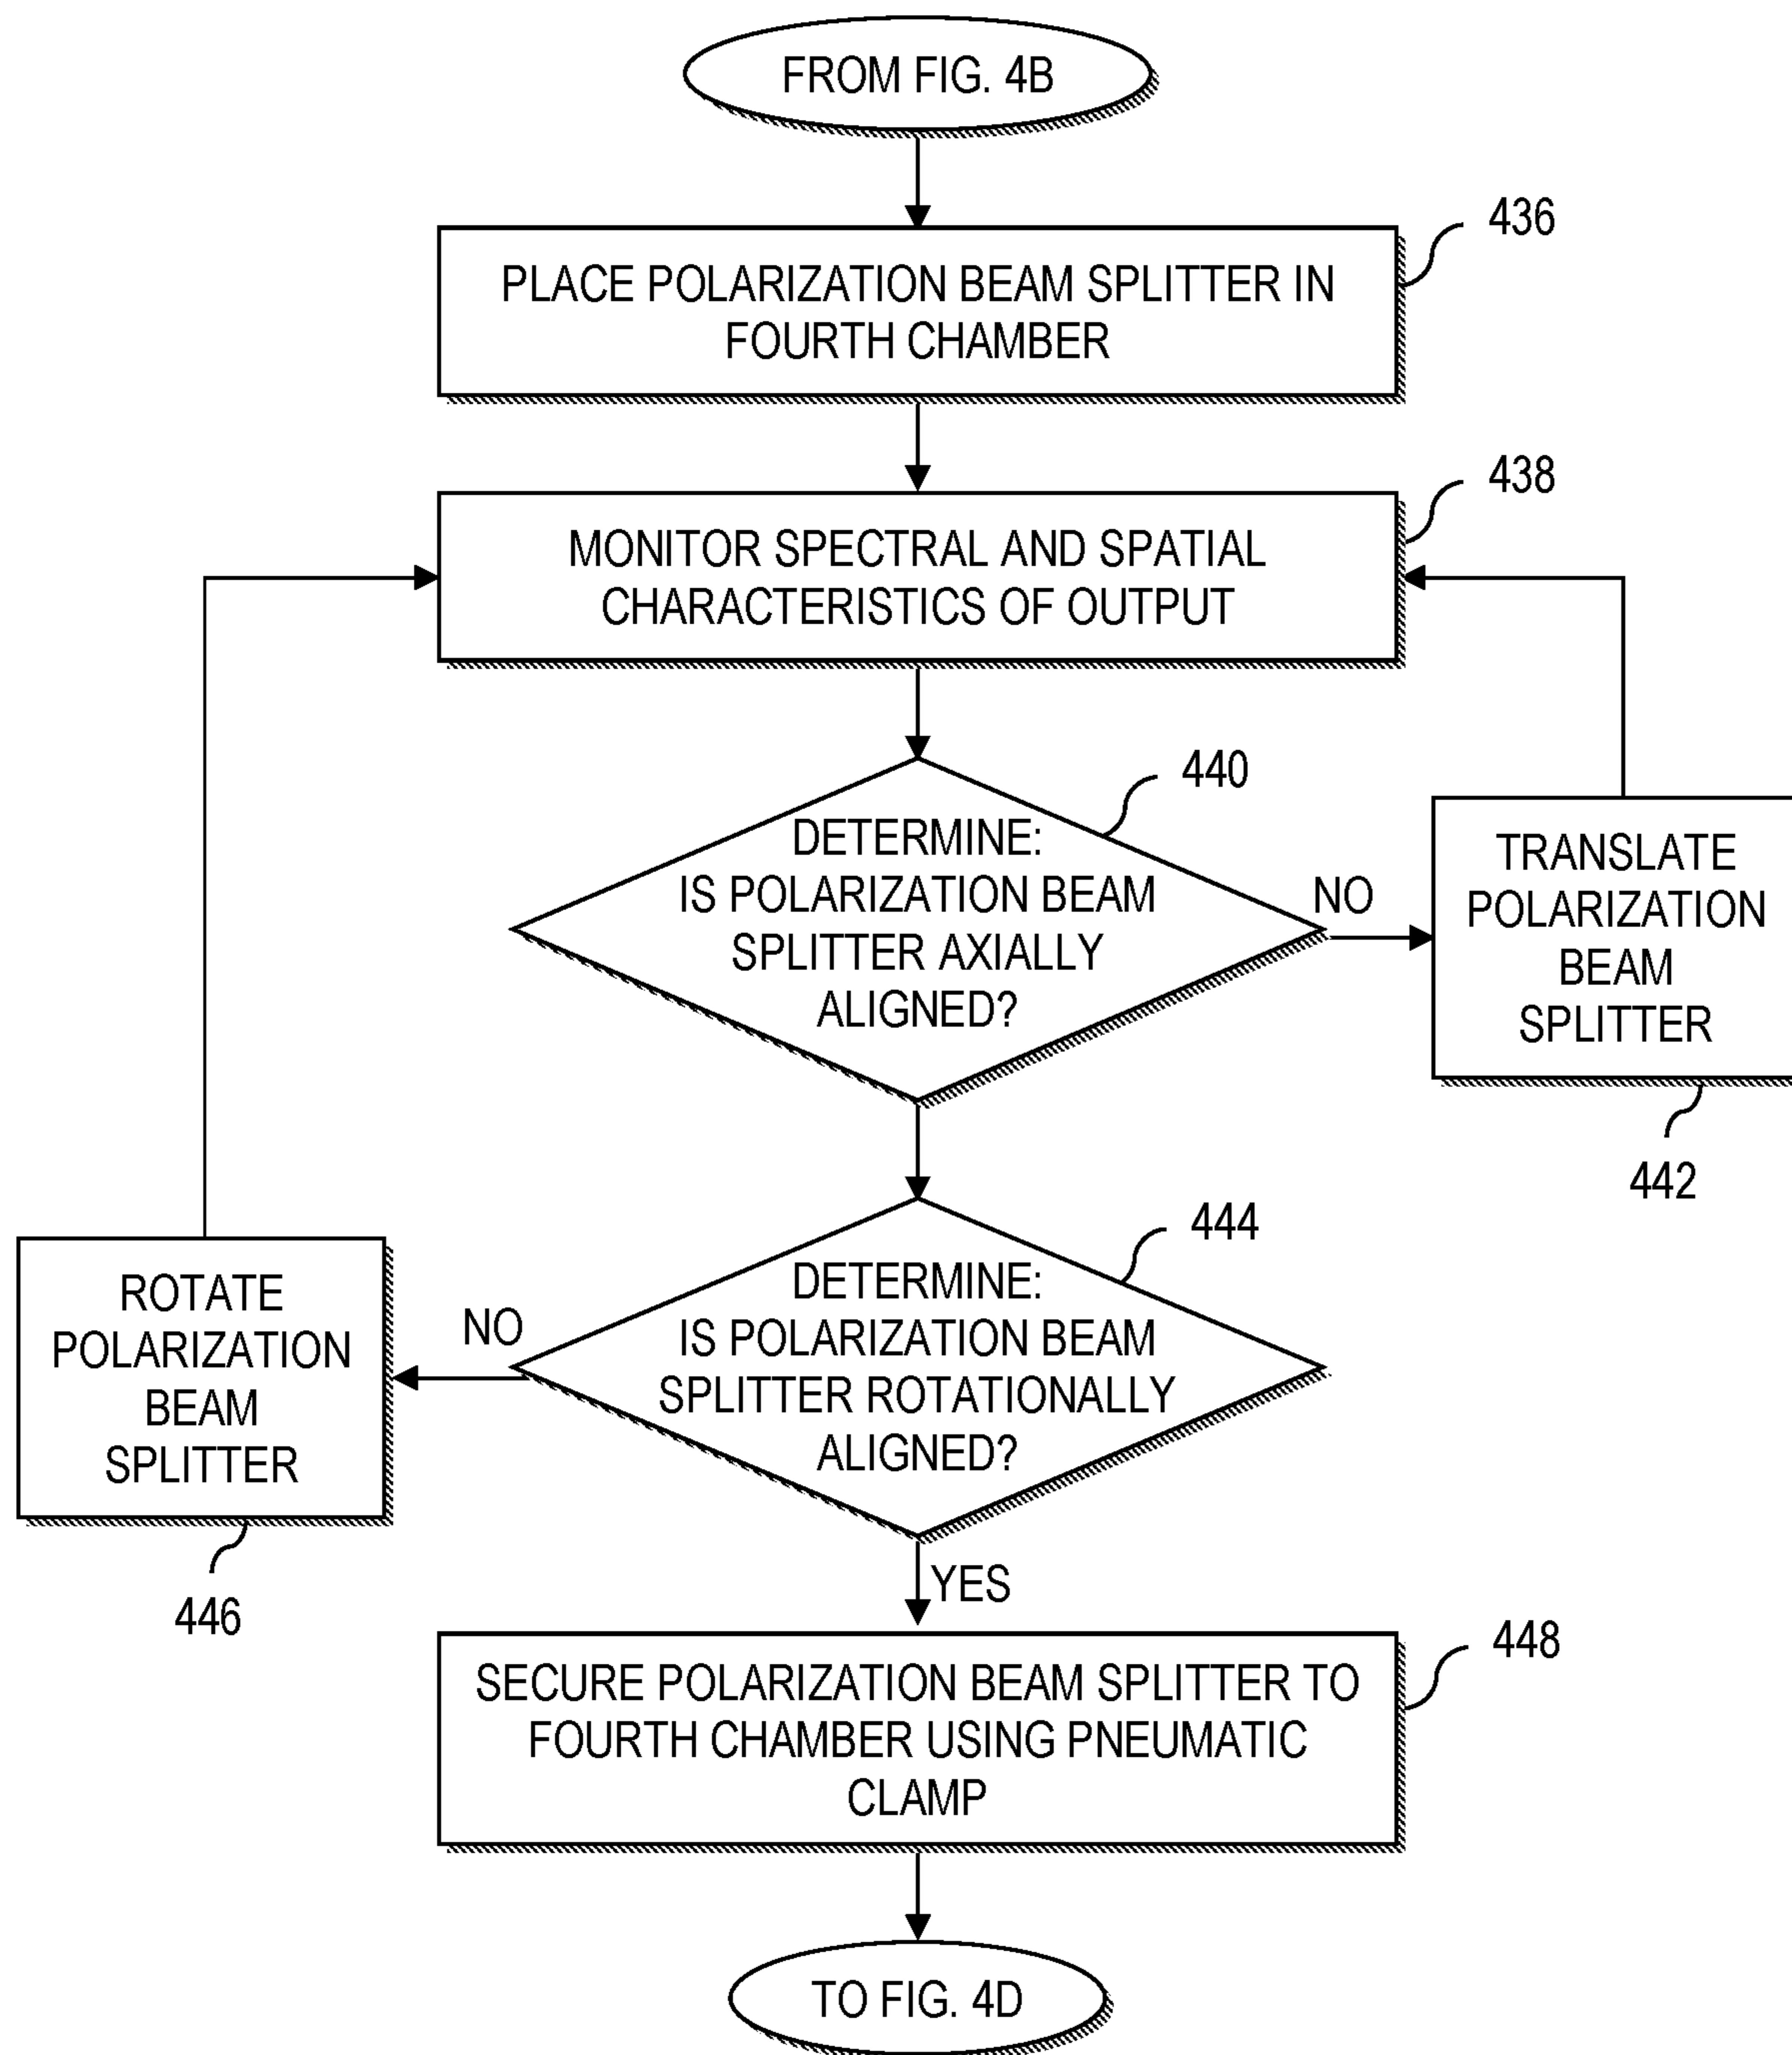 FROM FIG. 4B
436
PLACE POLARIZATION BEAM SPLITTER IN
FOURTH CHAMBER
438
MONITOR SPECTRAL AND SPATIAL
CHARACTERISTICS OF OUTPUT
440
DETERMINE:
IS POLARIZATION BEAM
SPLITTER AXIALLY
ALIGNED?
NO
TRANSLATE
POLARIZATION
BEAM
SPLITTER
442
444
DETERMINE:
IS POLARIZATION BEAM
SPLITTER ROTATIONALLY
ALIGNED?
NO
ROTATE
POLARIZATION
BEAM
SPLITTER
446
YES
448
SECURE POLARIZATION BEAM SPLITTER TO
FOURTH CHAMBER USING PNEUMATIC
CLAMP
TO FIG. 4D